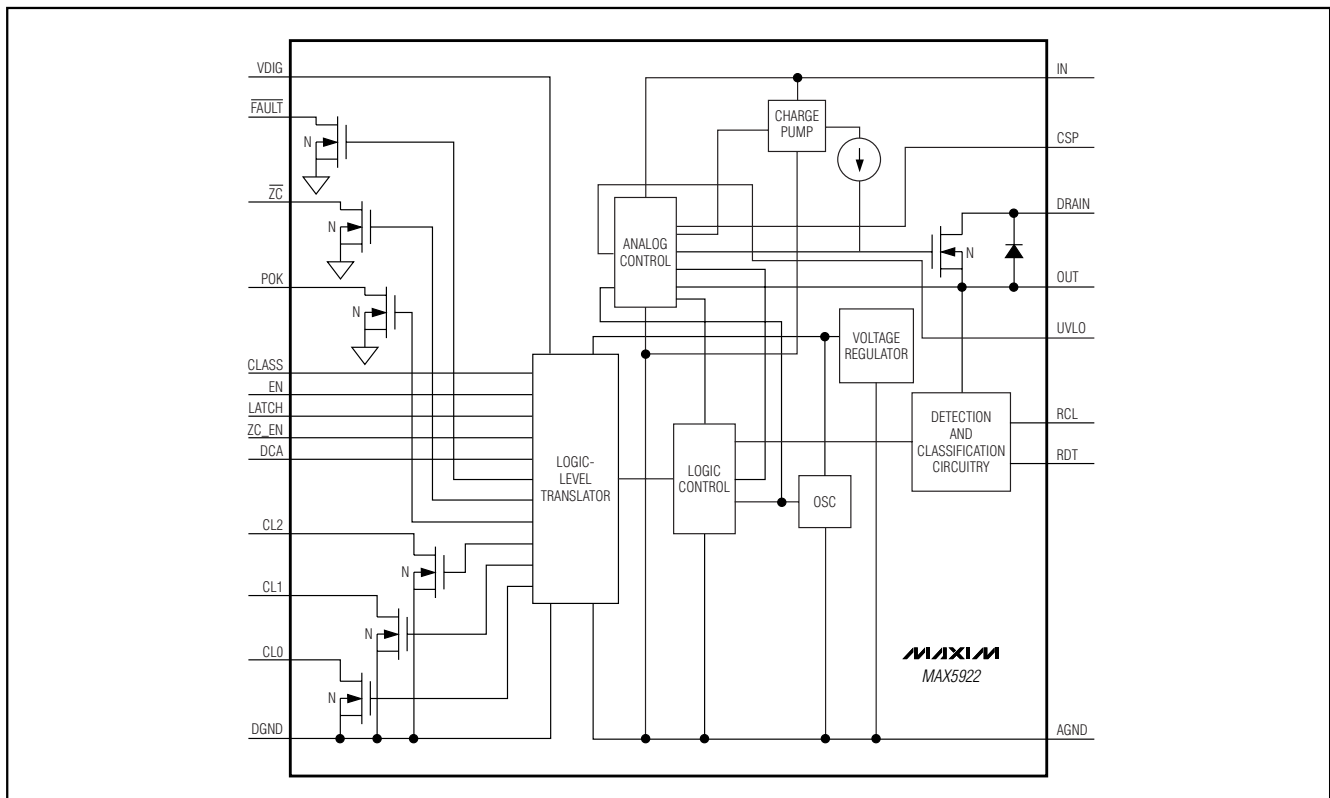 VDIG
FAULT
N
ZC
N
POK
N
CLASS
EN
LATCH
ZC_EN
DCA
CL2
N
CL1
N
CL0
N
DGND
LOGIC-
LEVEL
TRANSLATOR
ANALOG
CONTROL
CHARGE
PUMP
LOGIC
CONTROL
OSC
VOLTAGE
REGULATOR
DETECTION
AND
CLASSIFICATION
CIRCUITRY
N
IN
CSP
DRAIN
OUT
UVLO
RCL
RDT
MAXIM
MAX5922
AGND